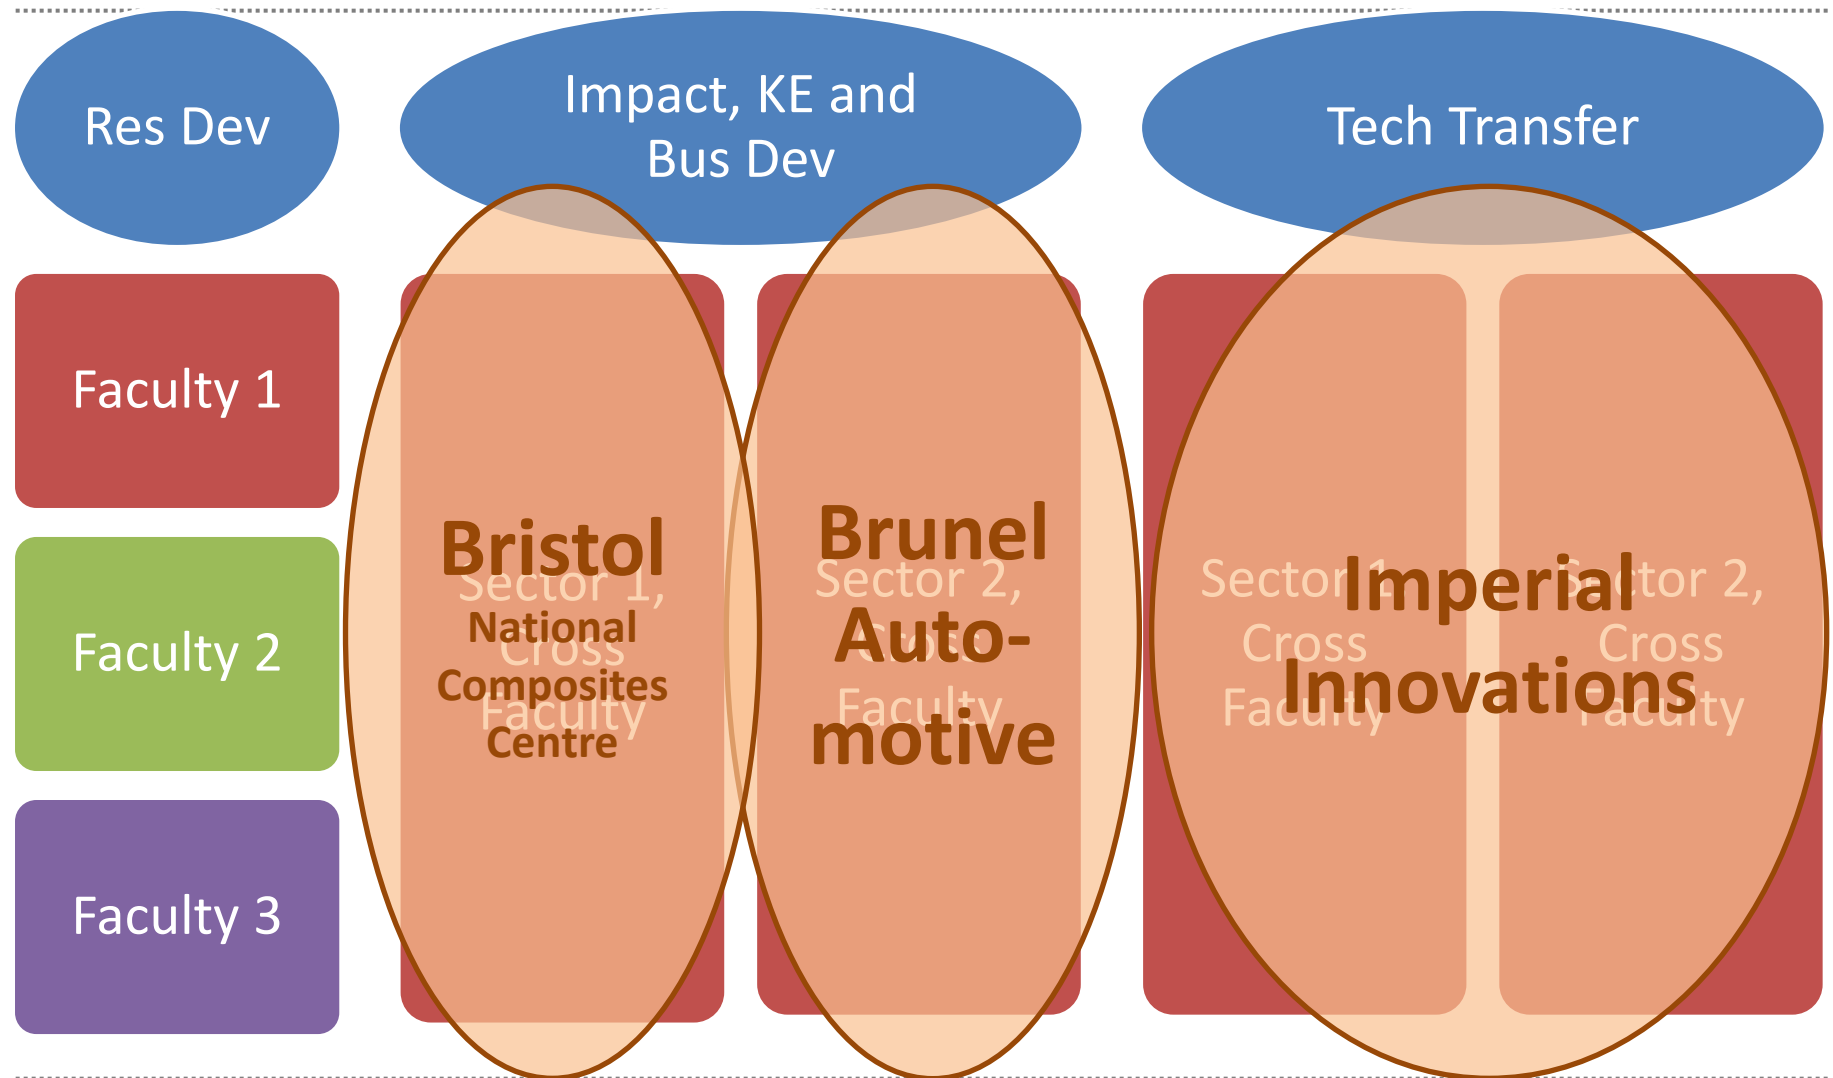 Res Dev
Impact, KE and
Bus Dev
Tech Transfer
Faculty 1
Faculty 2
Faculty 3
Bristol
National
Composites
Centre
Sector 1,
Cross
Faculty
Brunel
Auto-
motive
Sector 2,
Cross
Faculty
Imperial
Innovations
Sector 1,
Cross
Faculty
Sector 2,
Cross
Faculty